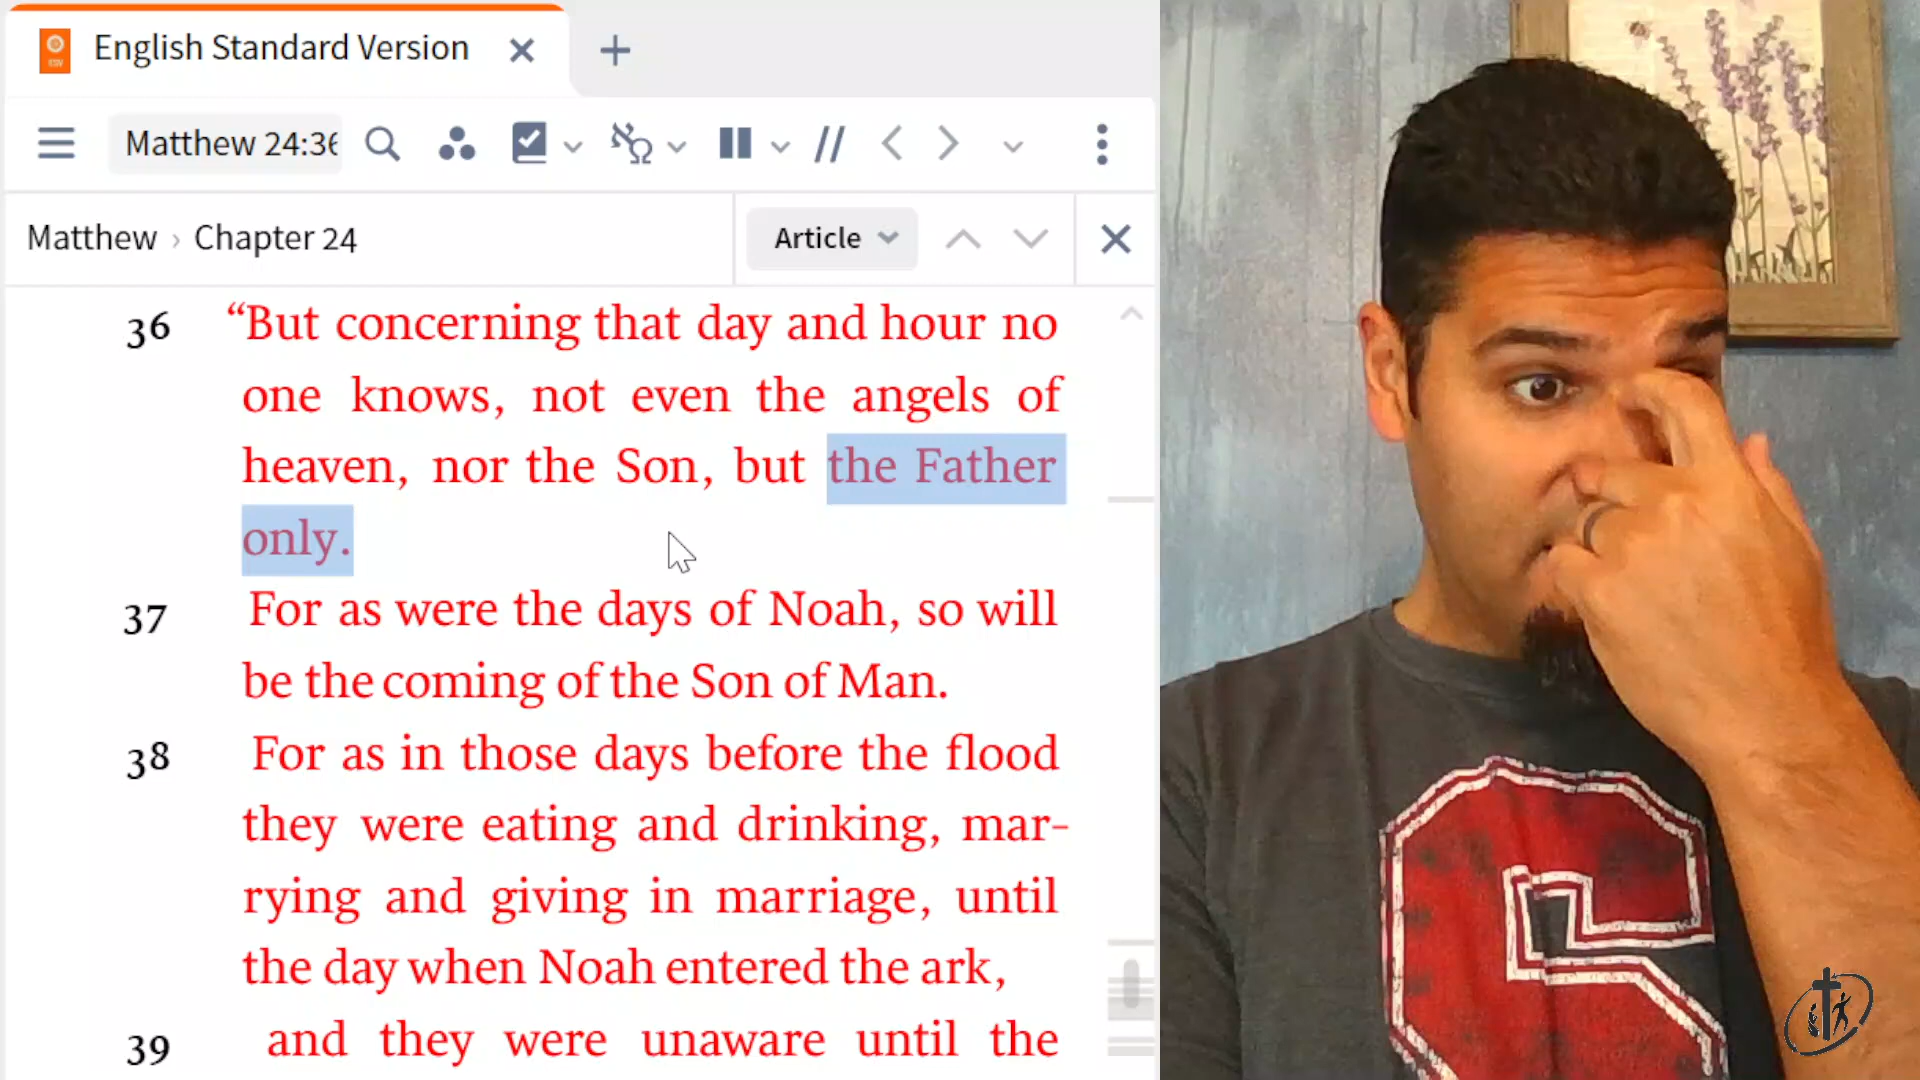 English Standard Version
Matthew 24:36
Matthew › Chapter 24
Article
36 “But concerning that day and hour no
one knows, not even the angels of
heaven, nor the Son, but the Father
only.
37 For as were the days of Noah, so will
be the coming of the Son of Man.
38 For as in those days before the flood
they were eating and drinking, mar-
rying and giving in marriage, until
the day when Noah entered the ark,
39 and they were unaware until the